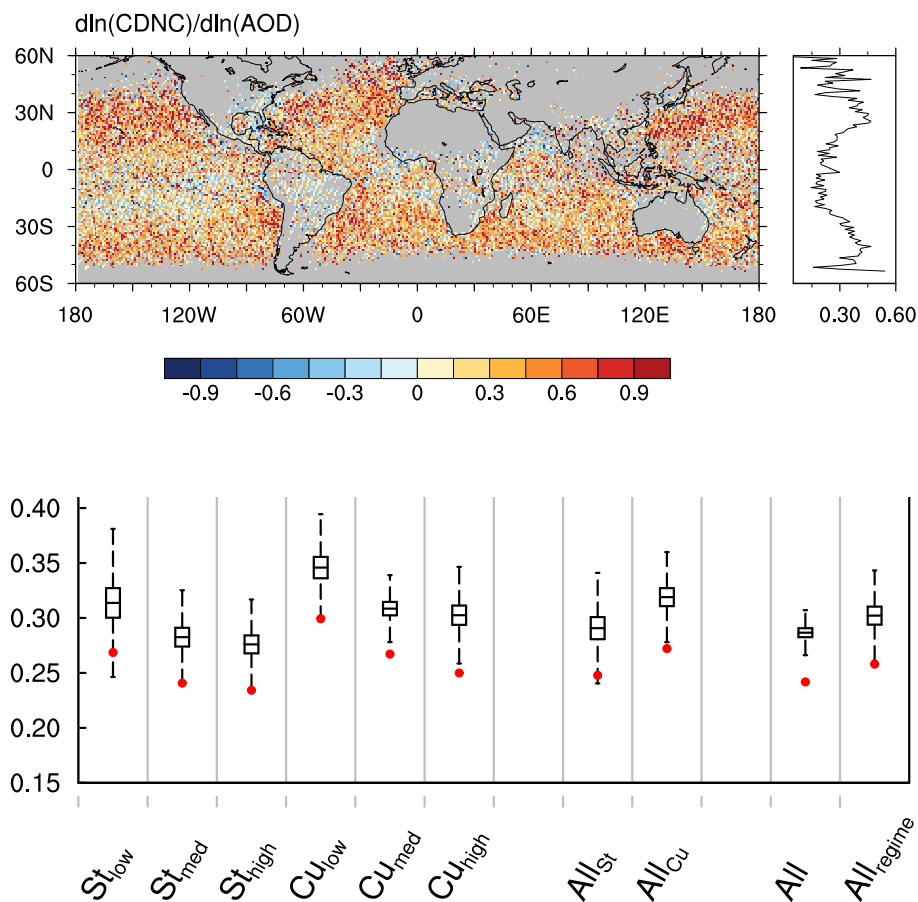 dln(CDNC)/dln(AOD)
60N
30N
0
30S
60S
180 120W 60W 0 60E 120E 180
0.30 0.60
-0.9 -0.6 -0.3 0 0.3 0.6 0.9
0.40
0.35
0.30
0.25
0.20
0.15
St_low St_med St_high Cu_low Cu_med Cu_high All_St All_Cu All All_regime